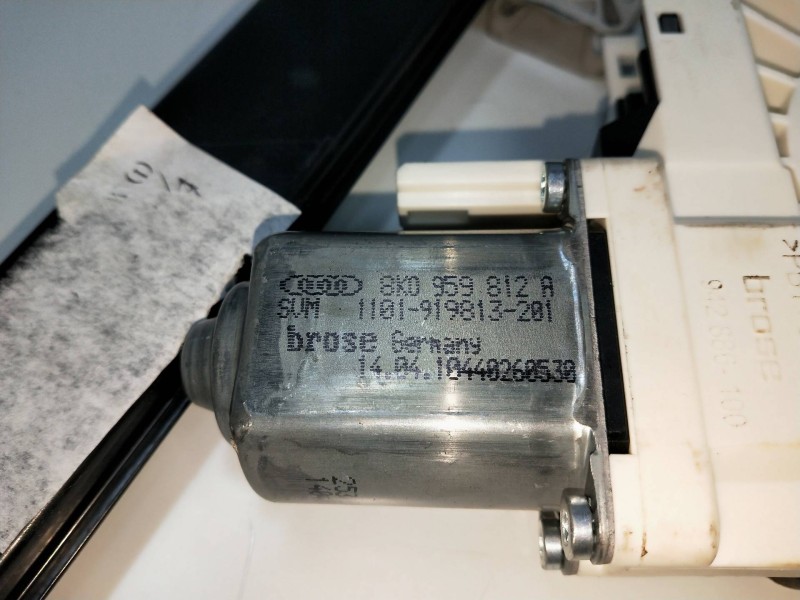 8K0 959 812 A
SVM 1101-919813-201
brose Germany
14.04.10440260530
brose